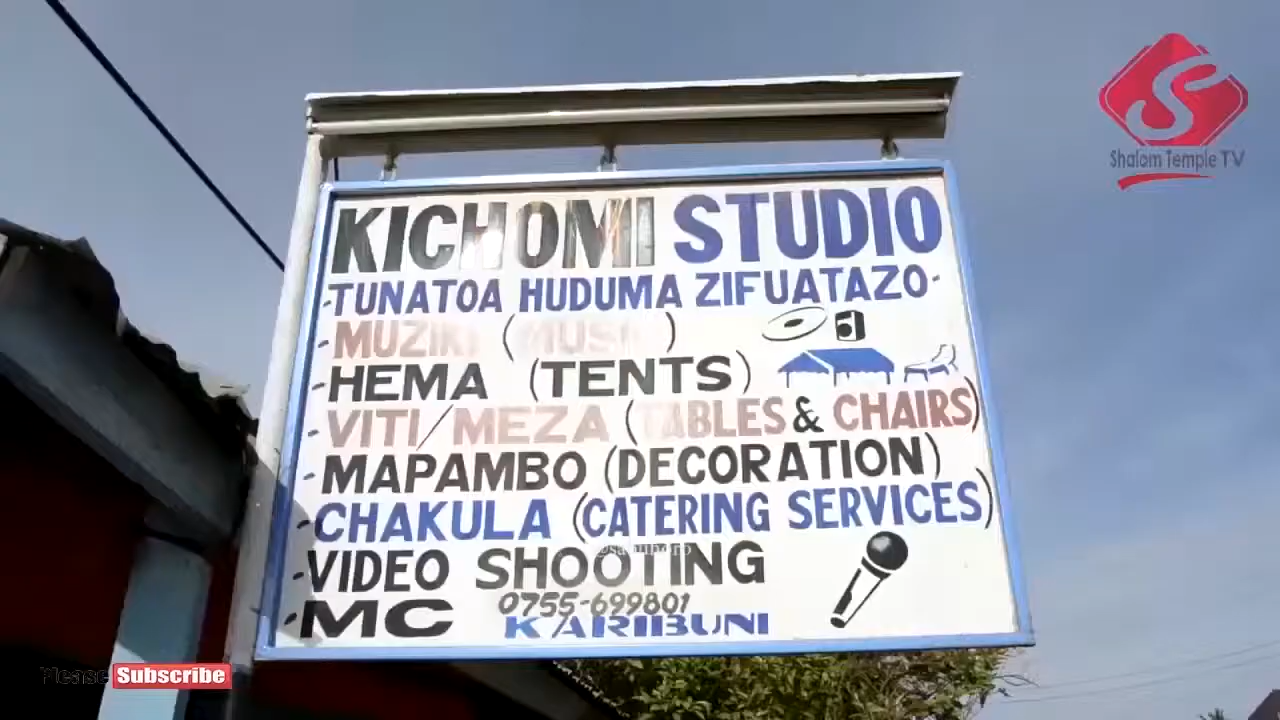 Shalom Temple TV
KICHOMI STUDIO
-TUNATOA HUDUMA ZIFUATAZO-
-MUZIKI (MUSIC)
-HEMA (TENTS)
-VITI/MEZA (TABLES & CHAIRS)
-MAPAMBO (DECORATION)
-CHAKULA (CATERING SERVICES)
-VIDEO SHOOTING
-MC 0755-699801
KARIBUNI
Please Subscribe